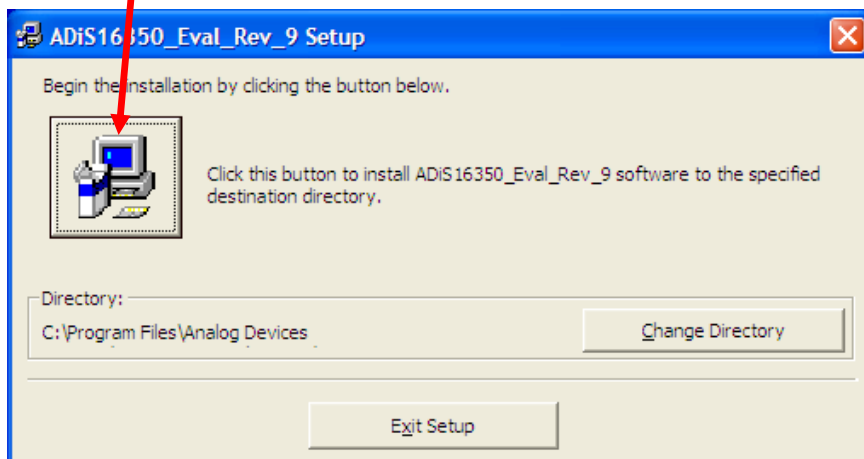 ADiS16350_Eval_Rev_9 Setup
Begin the installation by clicking the button below.
Click this button to install ADiS16350_Eval_Rev_9 software to the specified
destination directory.
Directory:
C:\Program Files\Analog Devices
Change Directory
Exit Setup